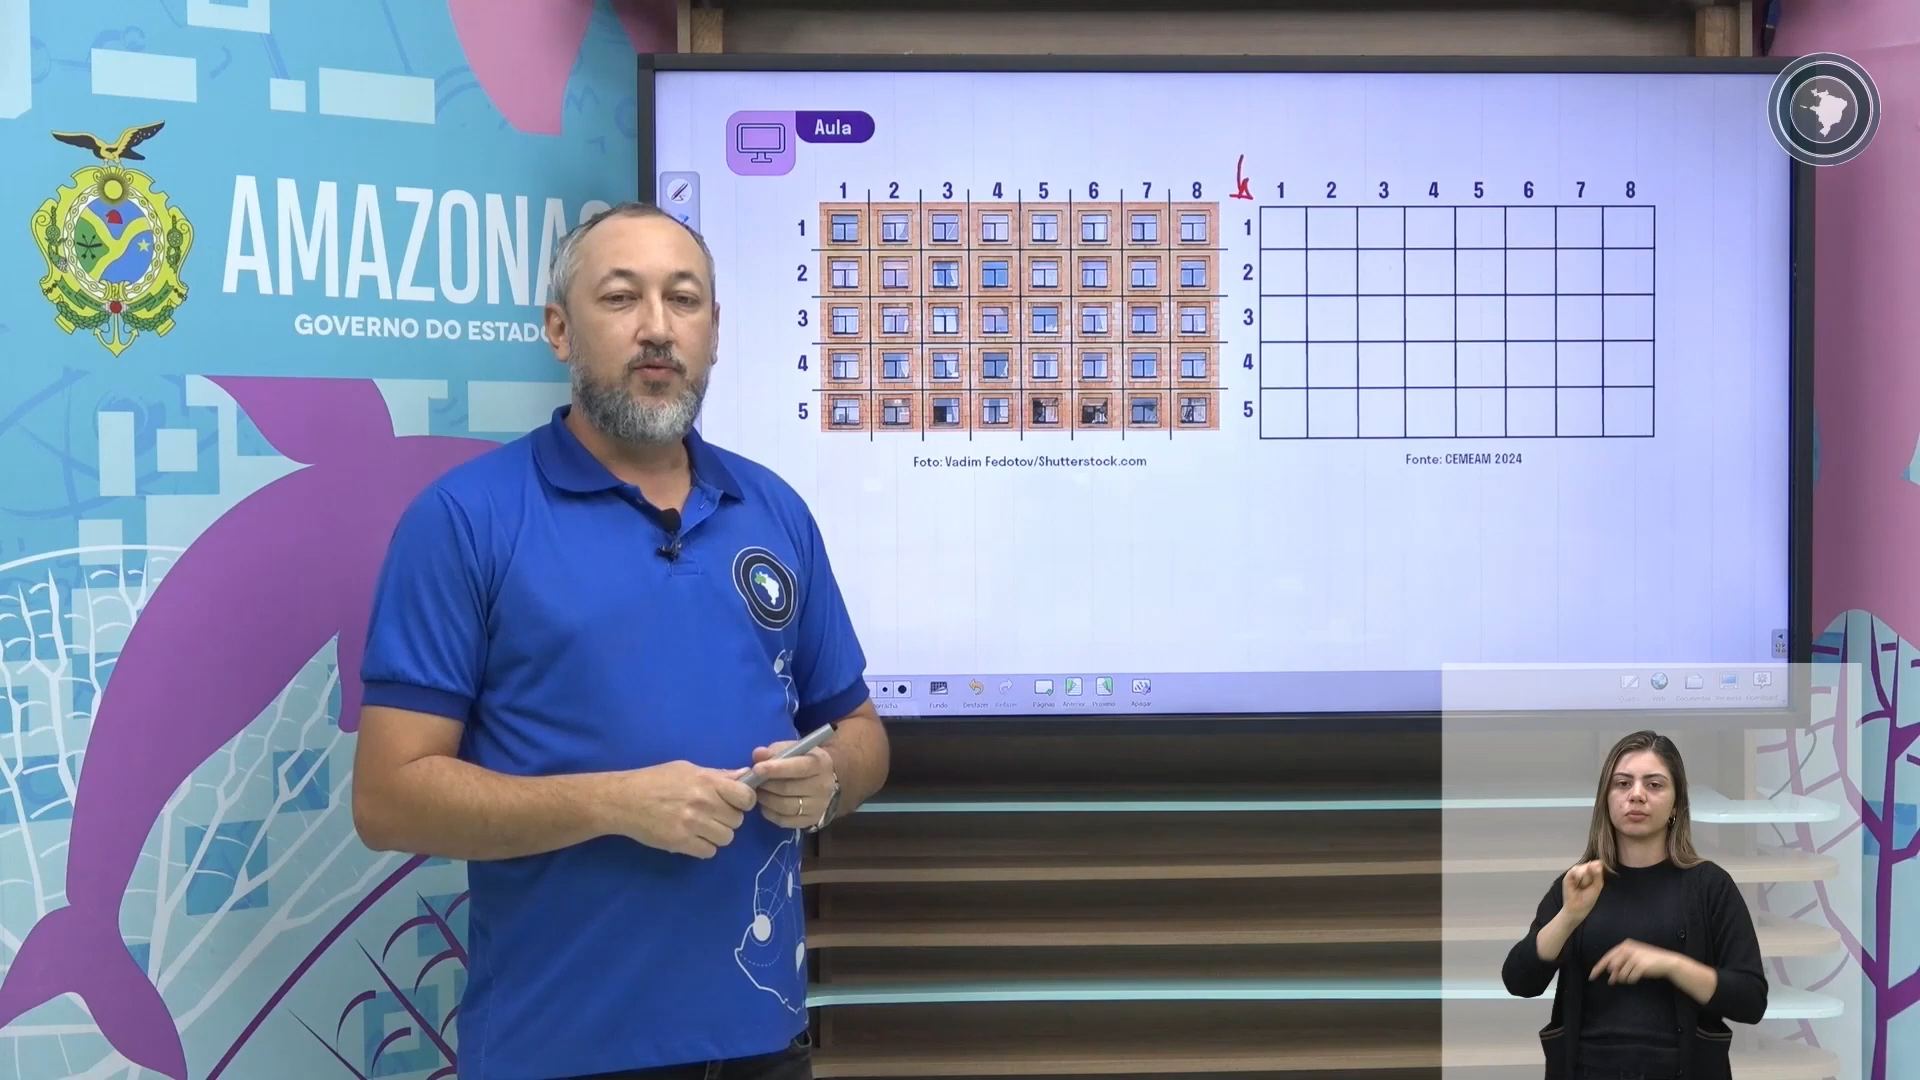 AMAZONAS
GOVERNO DO ESTADO
Aula
1 2 3 4 5 6 7 8
1
2
3
4
5
Foto: Vadim Fedotov/Shutterstock.com
1 2 3 4 5 6 7 8
1
2
3
4
5
Fonte: CEMEAM 2024
Fundo
Desfazer
Refazer
Páginas
Anterior
Próximo
Apagar